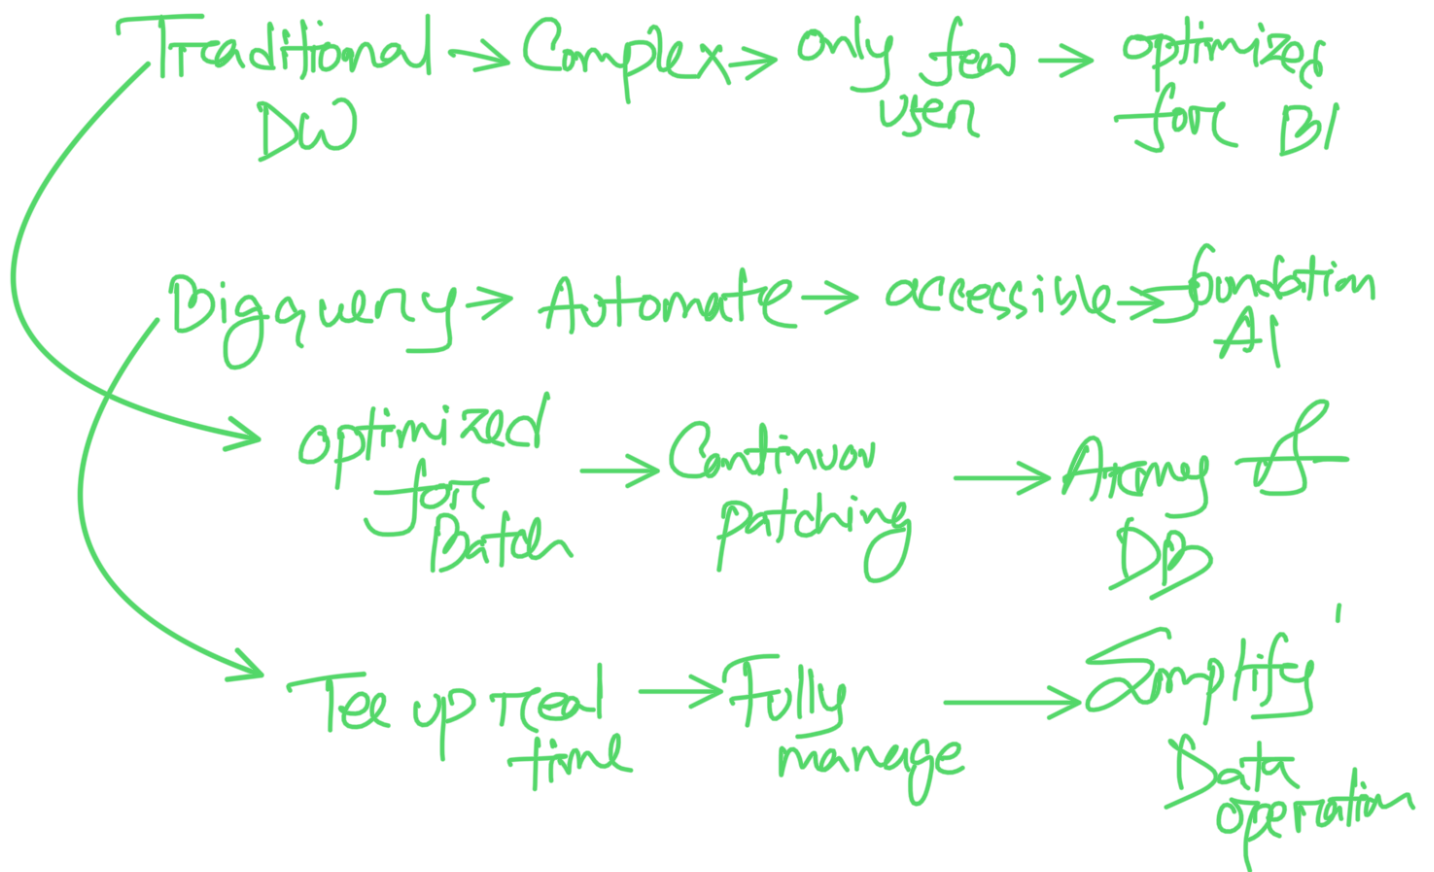 Traditional DW → Complex → only few user → optimized for BI
Bigquery → Automate → accessible → foundation AI
optimized for Batch → Continuou patching → Army of DB
Tee up real time → Fully manage → Simplify Data operation